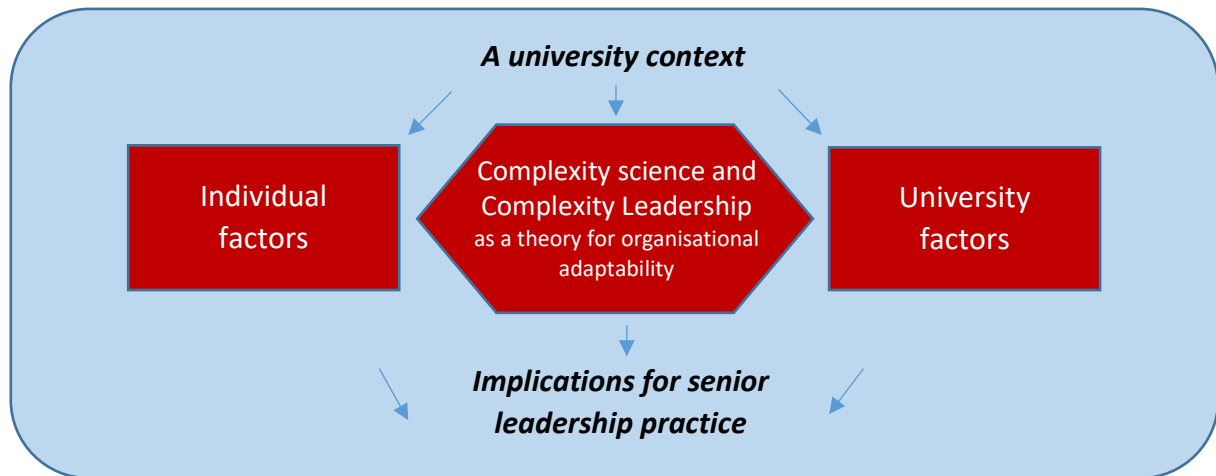 A university context
Individual
factors
Complexity science and
Complexity Leadership
as a theory for organisational
adaptability
University
factors
Implications for senior
leadership practice